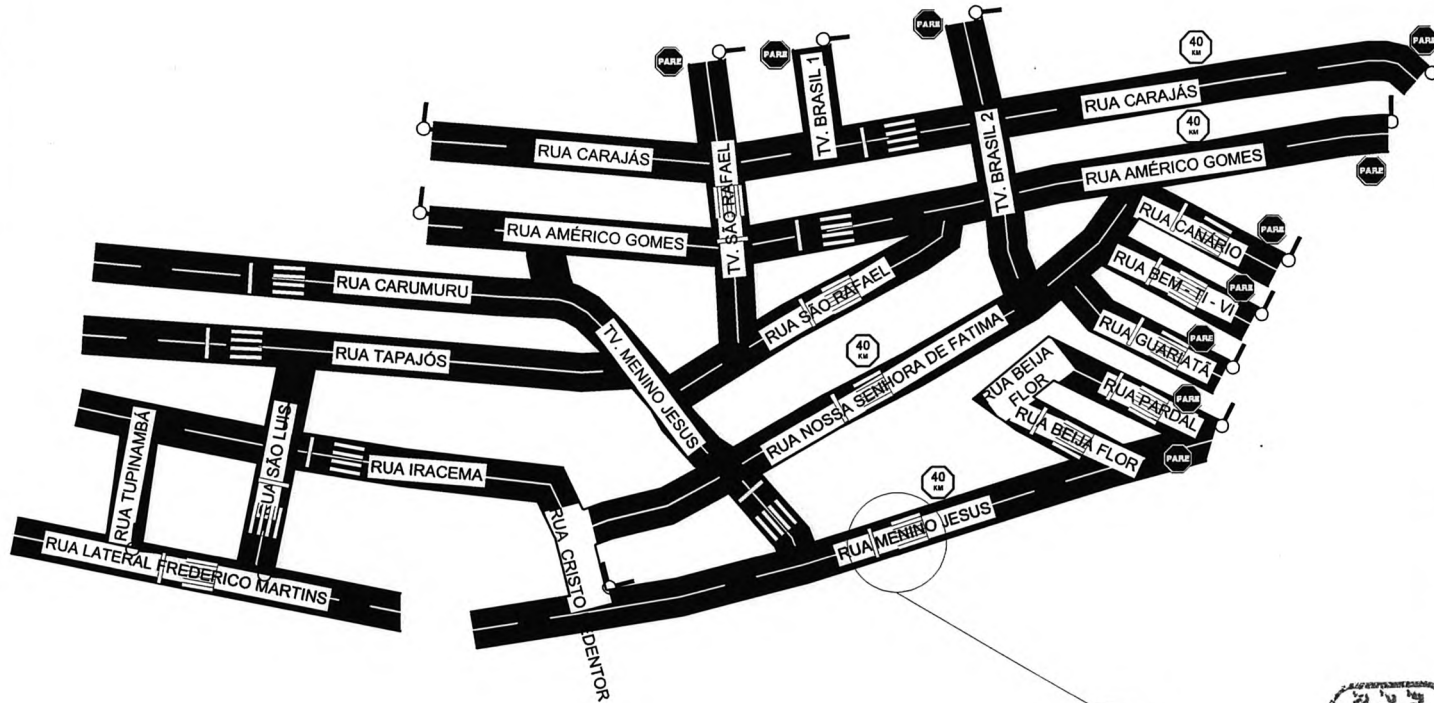 PARE
PARE
PARE
PARE
40
KM
RUA CARAJÁS
TV. BRASIL 1
RUA CARAJÁS
40
KM
TV. BRASIL 2
RUA AMÉRICO GOMES
PARE
TV. SÃO RAFAEL
RUA AMÉRICO GOMES
RUA CANÁRIO
PARE
RUA CARUMURU
RUA SÃO RAFAEL
RUA BEM - TI - VI
PARE
RUA TAPAJÓS
TV. MENINO JESUS
40
KM
RUA NOSSA SENHORA DE FATIMA
RUA GUARIATÃ
PARE
RUA BEIJA
FLOR
RUA PARDAL
PARE
RUA BEIJA FLOR
PARE
RUA TUPINAMBÁ
RUA SÃO LUIS
RUA IRACEMA
40
KM
RUA MENINO JESUS
RUA CRISTO
EDENTOR
RUA LATERAL FREDERICO MARTINS